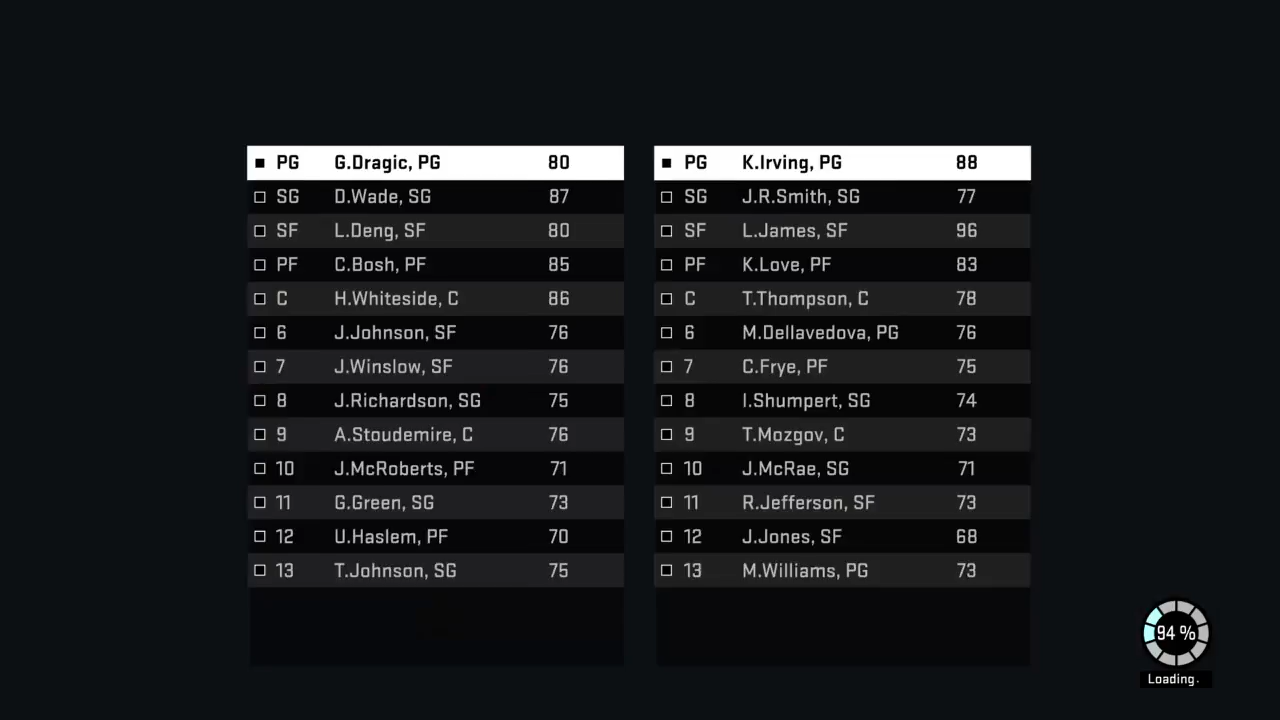 PG G.Dragic, PG 80
SG D.Wade, SG 87
SF L.Deng, SF 80
PF C.Bosh, PF 85
C H.Whiteside, C 86
6 J.Johnson, SF 76
7 J.Winslow, SF 76
8 J.Richardson, SG 75
9 A.Stoudemire, C 76
10 J.McRoberts, PF 71
11 G.Green, SG 73
12 U.Haslem, PF 70
13 T.Johnson, SG 75
PG K.Irving, PG 88
SG J.R.Smith, SG 77
SF L.James, SF 96
PF K.Love, PF 83
C T.Thompson, C 78
6 M.Dellavedova, PG 76
7 C.Frye, PF 75
8 I.Shumpert, SG 74
9 T.Mozgov, C 73
10 J.McRae, SG 71
11 R.Jefferson, SF 73
12 J.Jones, SF 68
13 M.Williams, PG 73
94 %
Loading.